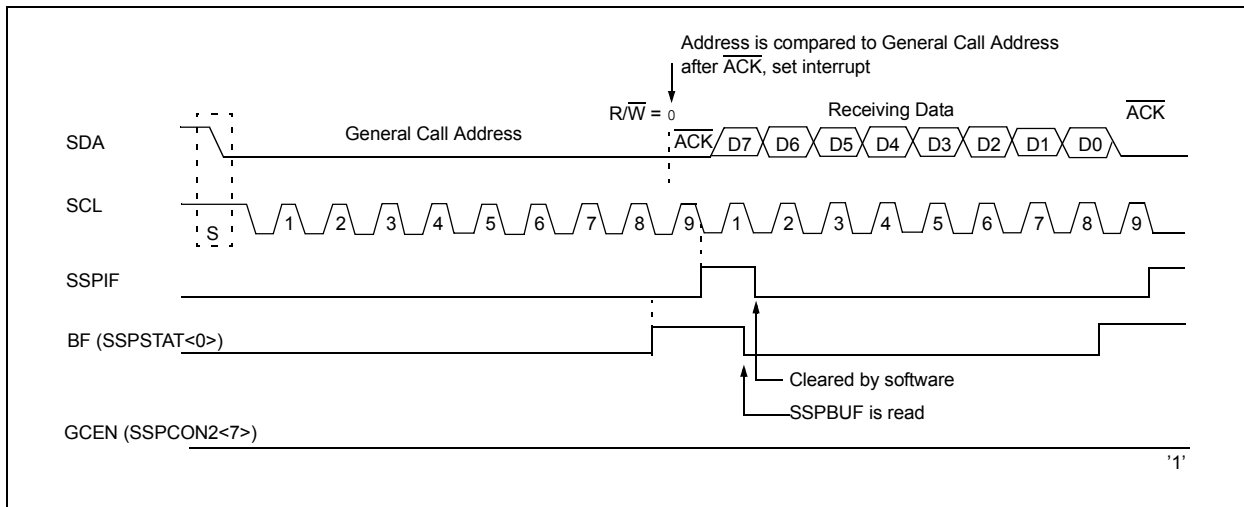 Address is compared to General Call Address
after ACK, set interrupt
R/W = 0
Receiving Data
ACK
SDA
General Call Address
ACK
D7 D6 D5 D4 D3 D2 D1 D0
SCL
S
1 2 3 4 5 6 7 8 9 1 2 3 4 5 6 7 8 9
SSPIF
BF (SSPSTAT<0>)
Cleared by software
SSPBUF is read
GCEN (SSPCON2<7>)
'1'